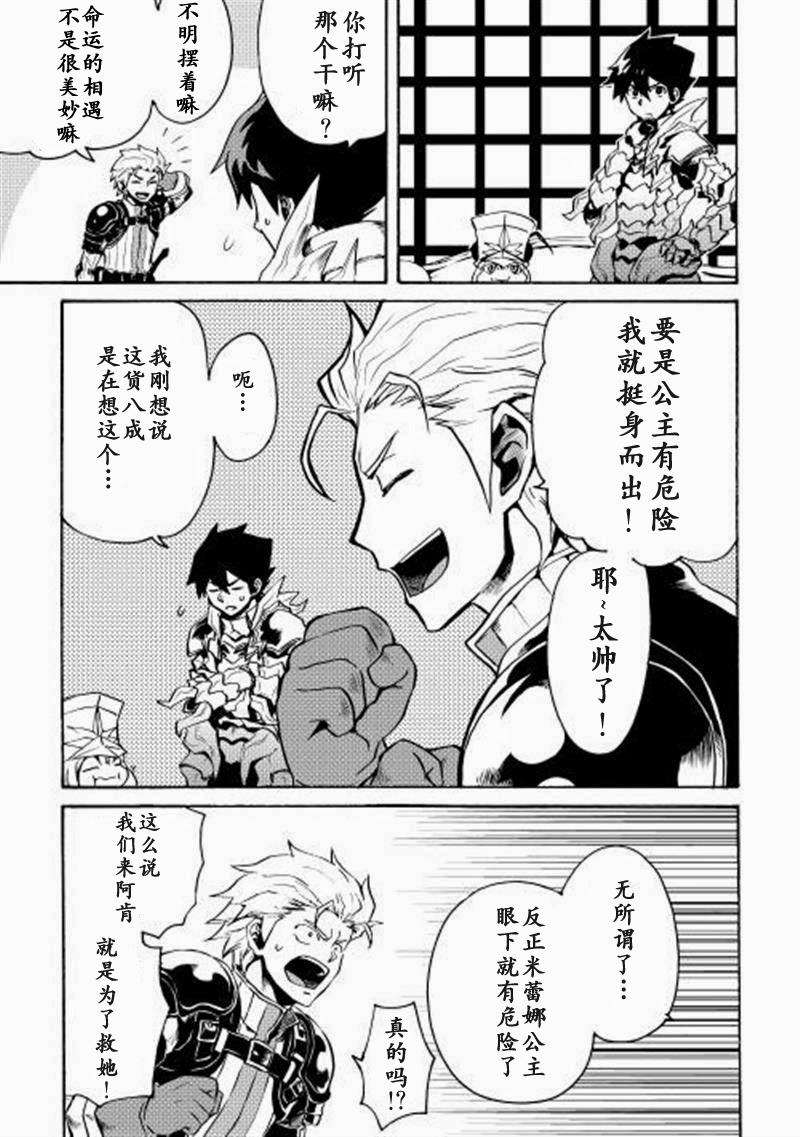 你打听
那个干嘛
？
不明摆着嘛
命运的相遇
不是很美妙嘛
要是公主有危险
我就挺身而出！
耶~太帅了！
呃…
我刚想说
这货八成
是在想这个…
无所谓了…
反正米蕾娜公主
眼下就有危险了
真的吗!?
这么说
我们来阿肯
就是为了救她！